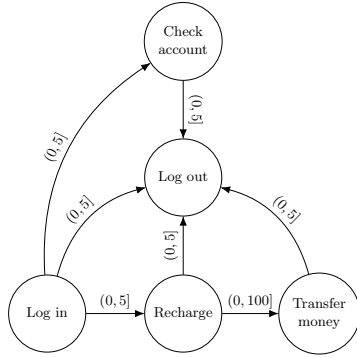 Check
account
(0, 5]
(0, 5]
Log out
(0, 5]
(0, 5]
(0, 5]
Log in
(0, 5]
Recharge
(0, 100]
Transfer
money